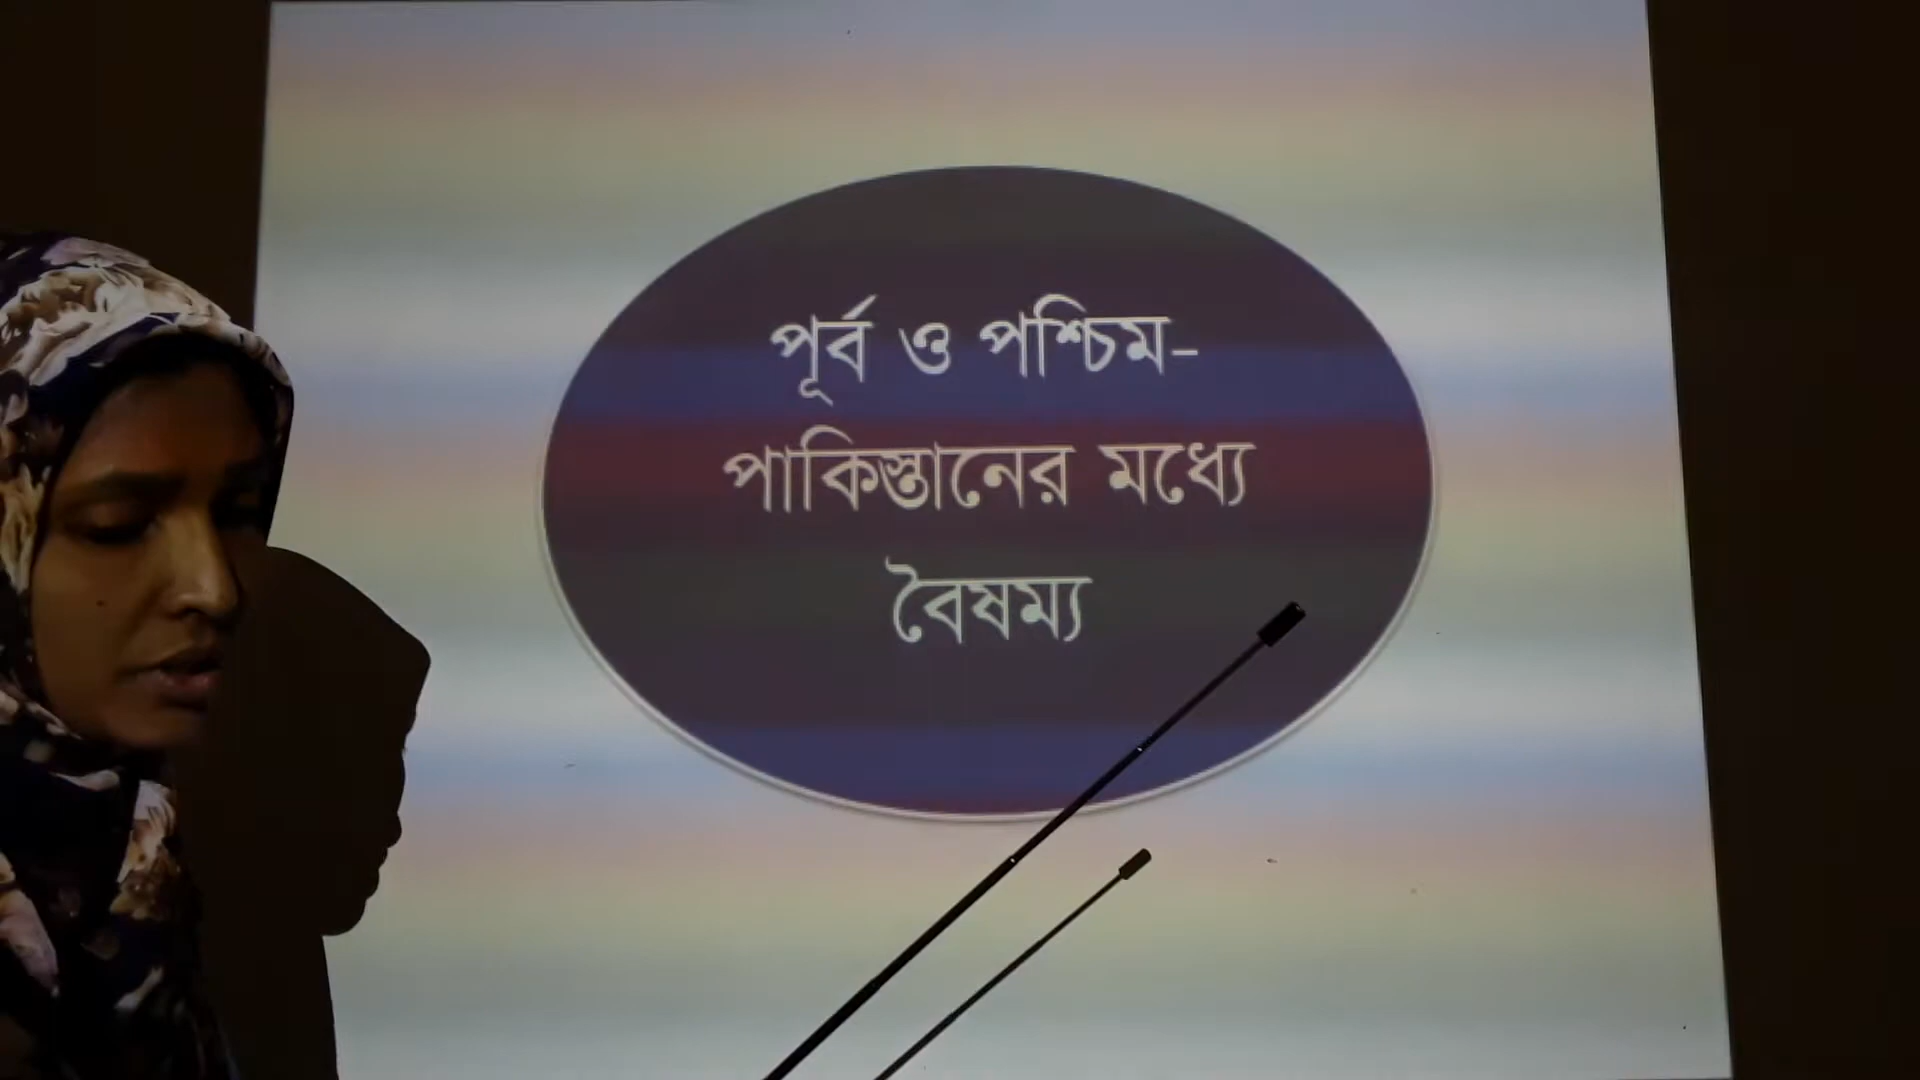 পূর্ব ও পশ্চিম-
পাকিস্তানের মধ্যে
বৈষম্য